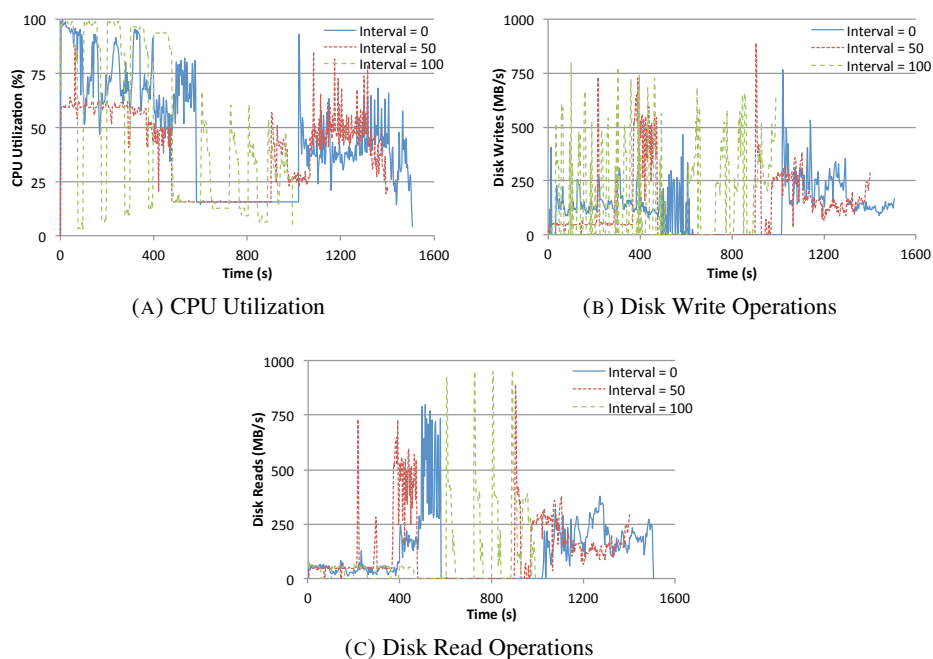 100
75
50
25
0
CPU Utilization (%)
0
400
800
1200
1600
Time (s)
Interval = 0
Interval = 50
Interval = 100
(A) CPU Utilization
1000
750
500
250
0
Disk Writes (MB/s)
0
400
800
1200
1600
Time (s)
Interval = 0
Interval = 50
Interval = 100
(B) Disk Write Operations
1000
750
500
250
0
Disk Reads (MB/s)
0
400
800
1200
1600
Time (s)
Interval = 0
Interval = 50
Interval = 100
(C) Disk Read Operations